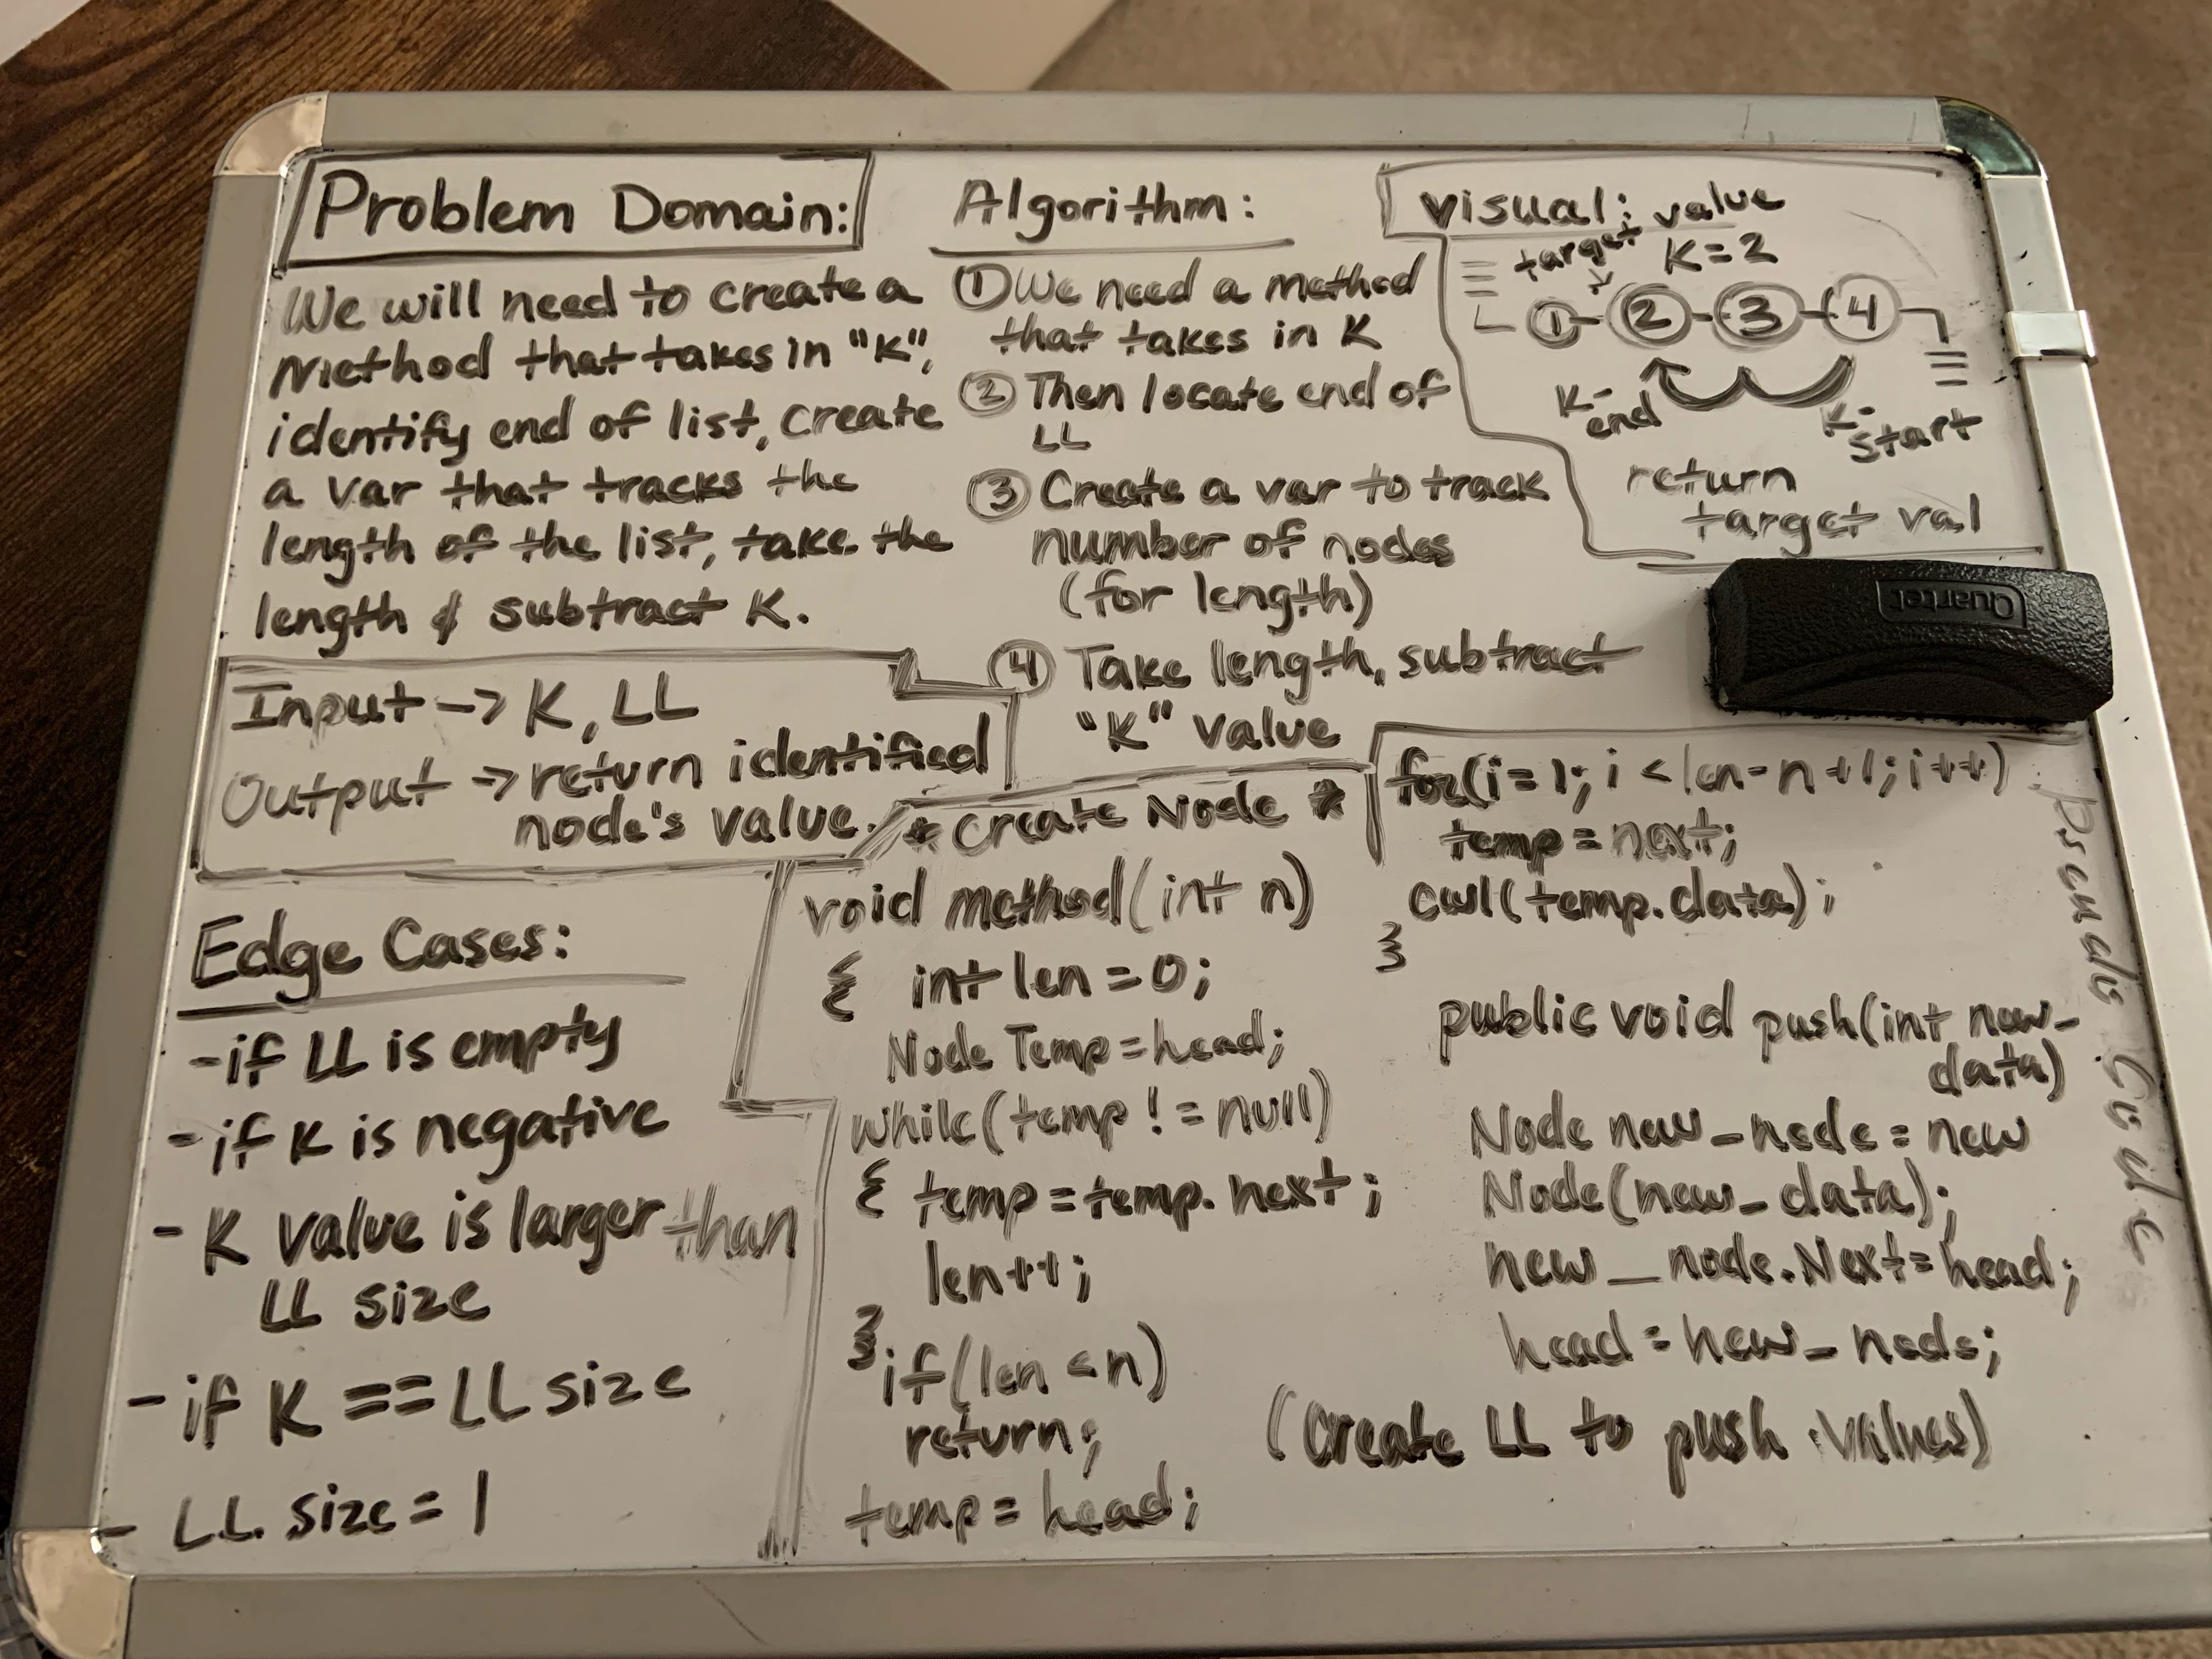 Problem Domain:
We will need to create a
method that takes in "K",
identify end of list, create
a var that tracks the
length of the list, take the
length & subtract K.
Input -> K, LL
Output => return identified
node's value.
Edge Cases:
- if LL is empty
- if K is negative
- K value is larger than
LL size
- if K == LL size
- LL size = 1
Algorithm:
① We need a method
that takes in K
② Then locate end of
LL
③ Create a var to track
number of nodes
(for length)
④ Take length, subtract
"K" value
Visual: value
target K=2
1 - 2 - 3 - 4
K-
end
K-
start
return
target val
* Create Node *
void method(int n)
{ int len = 0;
Node Temp = head;
while(temp != null)
{ temp = temp.next;
len++;
}
if(len < n)
return;
temp = head;
for(i=1; i < len-n+1; i++)
temp = next;
call(temp.data);
}
public void push(int new_
data)
Node new_node = new
Node(new_data);
new_node.Next = head;
head = new_node;
(create LL to push values)
Pseudo
Code
Quartet